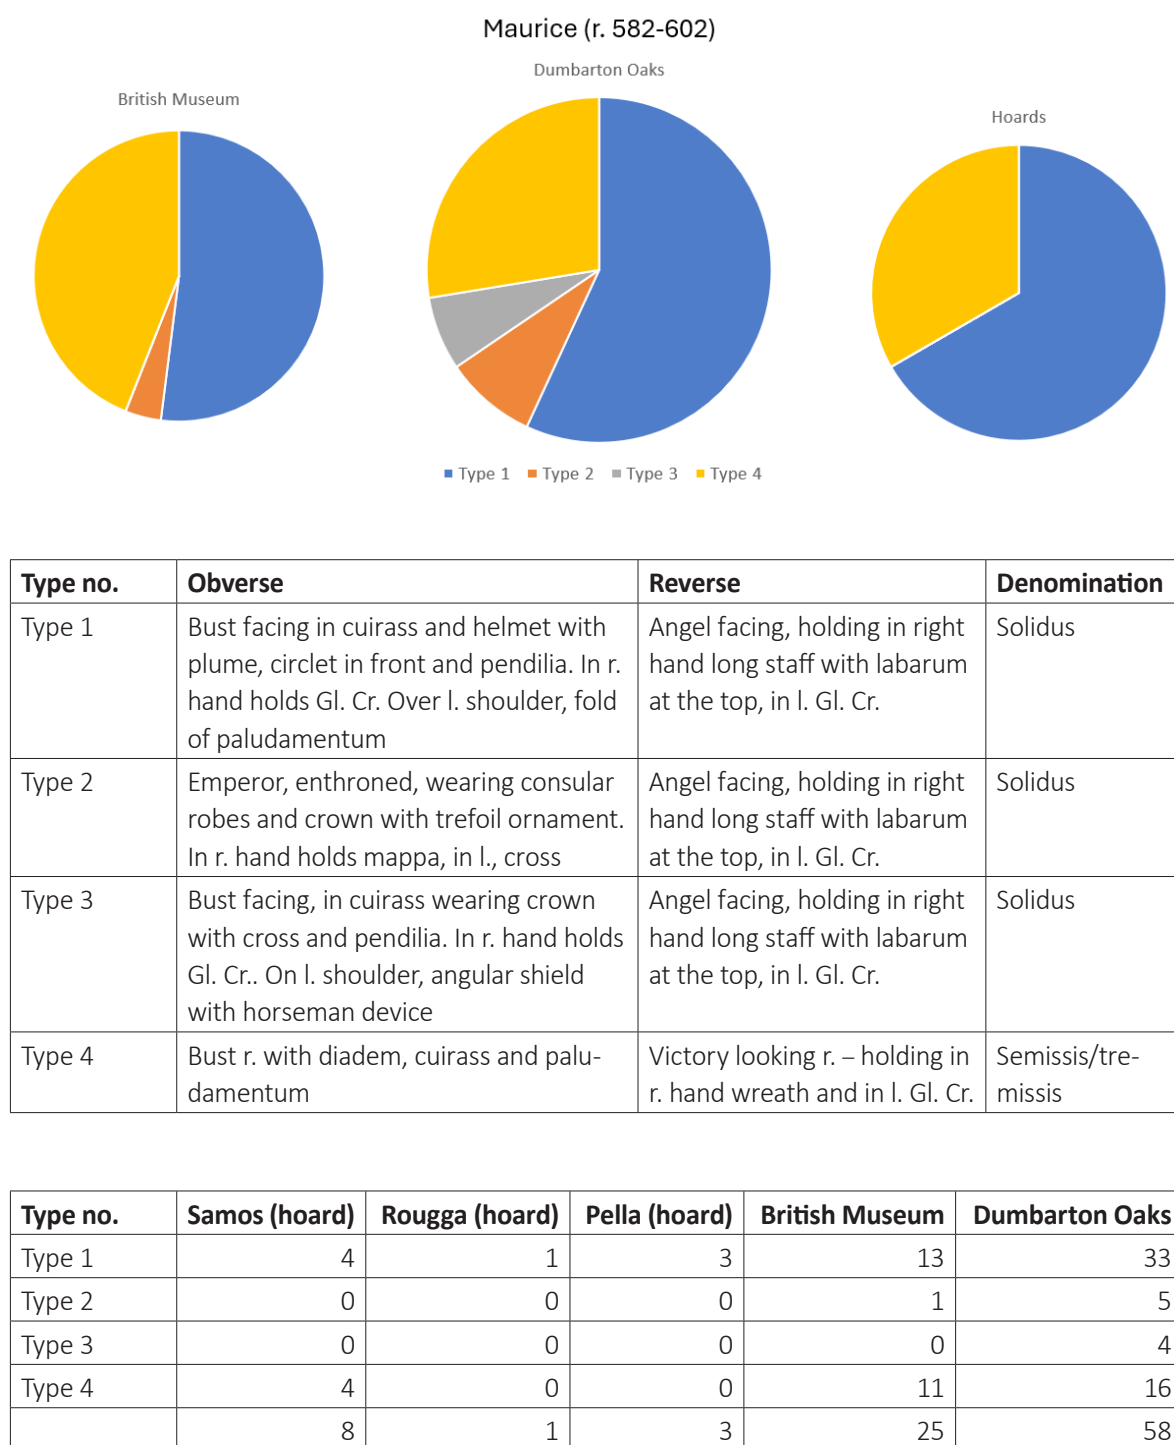 Maurice (r. 582-602)
British Museum
Dumbarton Oaks
Hoards
Type 1 Type 2 Type 3 Type 4
Type no. Obverse Reverse Denomination
Type 1 Bust facing in cuirass and helmet with Angel facing, holding in right Solidus
plume, circlet in front and pendilia. In r. hand long staff with labarum
hand holds Gl. Cr. Over l. shoulder, fold at the top, in l. Gl. Cr.
of paludamentum
Type 2 Emperor, enthroned, wearing consular Angel facing, holding in right Solidus
robes and crown with trefoil ornament. hand long staff with labarum
In r. hand holds mappa, in l., cross at the top, in l. Gl. Cr.
Type 3 Bust facing, in cuirass wearing crown Angel facing, holding in right Solidus
with cross and pendilia. In r. hand holds hand long staff with labarum
Gl. Cr.. On l. shoulder, angular shield at the top, in l. Gl. Cr.
with horseman device
Type 4 Bust r. with diadem, cuirass and palu- Victory looking r. – holding in Semissis/tre-
damentum r. hand wreath and in l. Gl. Cr. missis
Type no. Samos (hoard) Rougga (hoard) Pella (hoard) British Museum Dumbarton Oaks
Type 1 4 1 3 13 33
Type 2 0 0 0 1 5
Type 3 0 0 0 0 4
Type 4 4 0 0 11 16
8 1 3 25 58